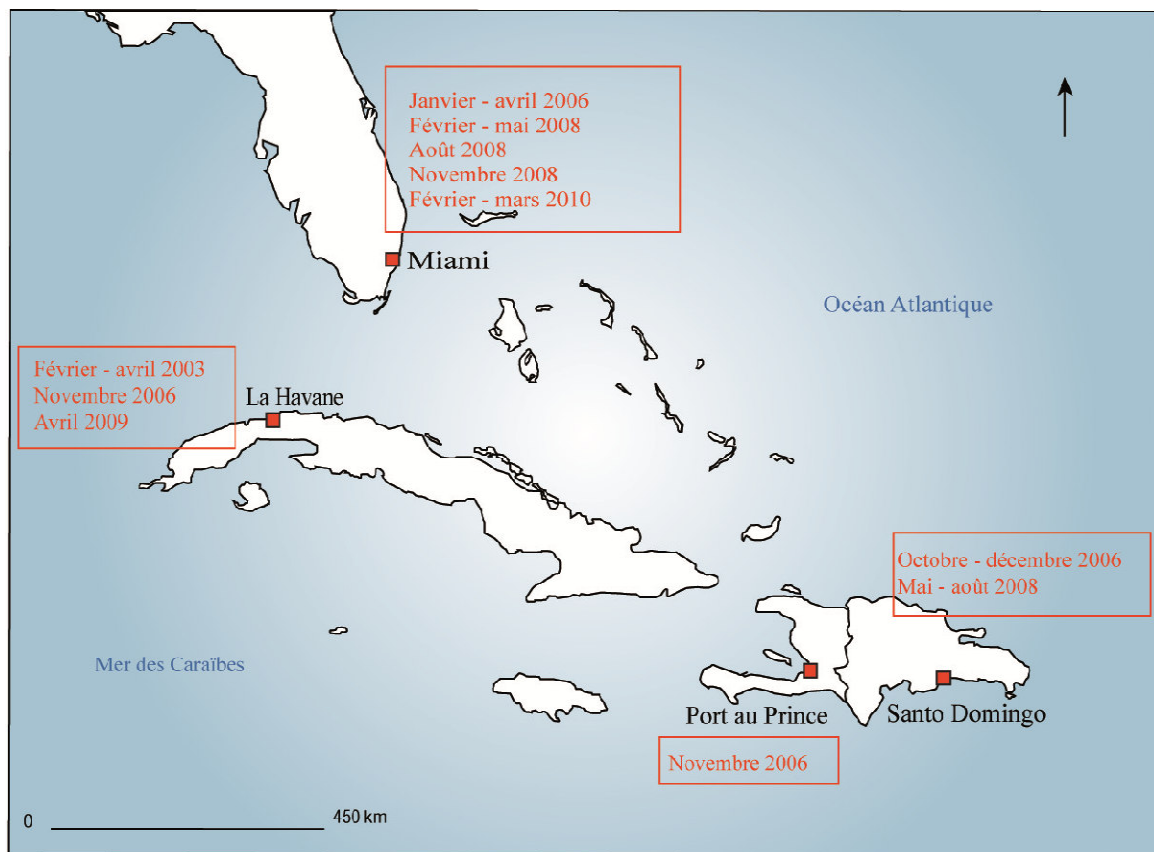 Janvier - avril 2006
Février - mai 2008
Août 2008
Novembre 2008
Février - mars 2010
Miami
Océan Atlantique
Février - avril 2003
Novembre 2006
Avril 2009
La Havane
Octobre - décembre 2006
Mai - août 2008
Mer des Caraïbes
Port au Prince
Santo Domingo
Novembre 2006
0
450 km